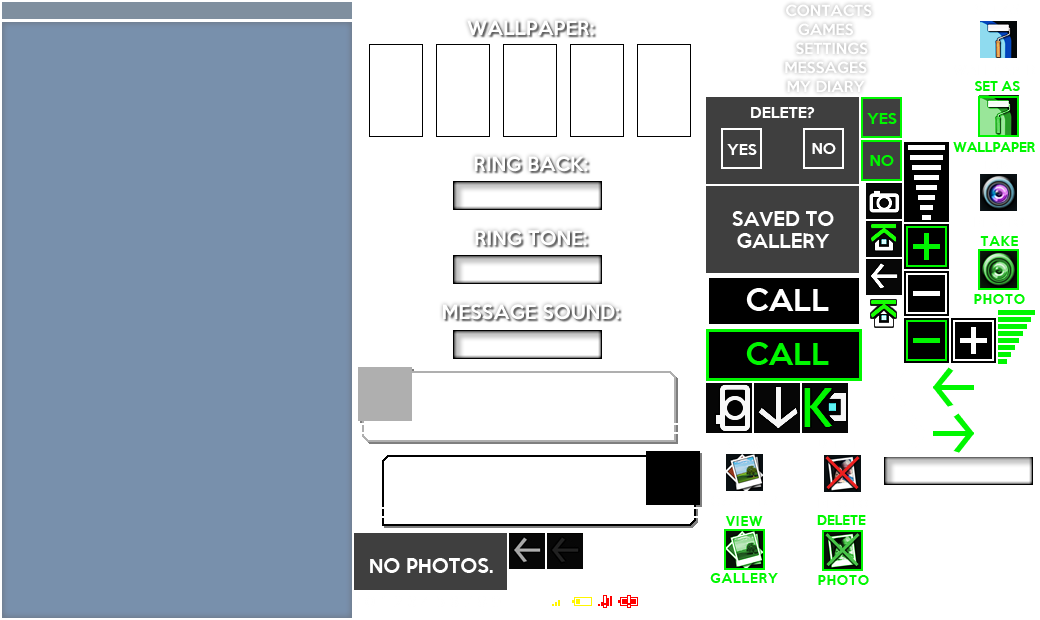 WALLPAPER:
RING BACK:
RING TONE:
MESSAGE SOUND:
NO PHOTOS.
CONTACTS
GAMES
SETTINGS
MESSAGES
MY DIARY
DELETE?
YES
NO
YES
NO
SAVED TO
GALLERY
CALL
CALL
VIEW
GALLERY
DELETE
PHOTO
SET AS
WALLPAPER
TAKE
PHOTO